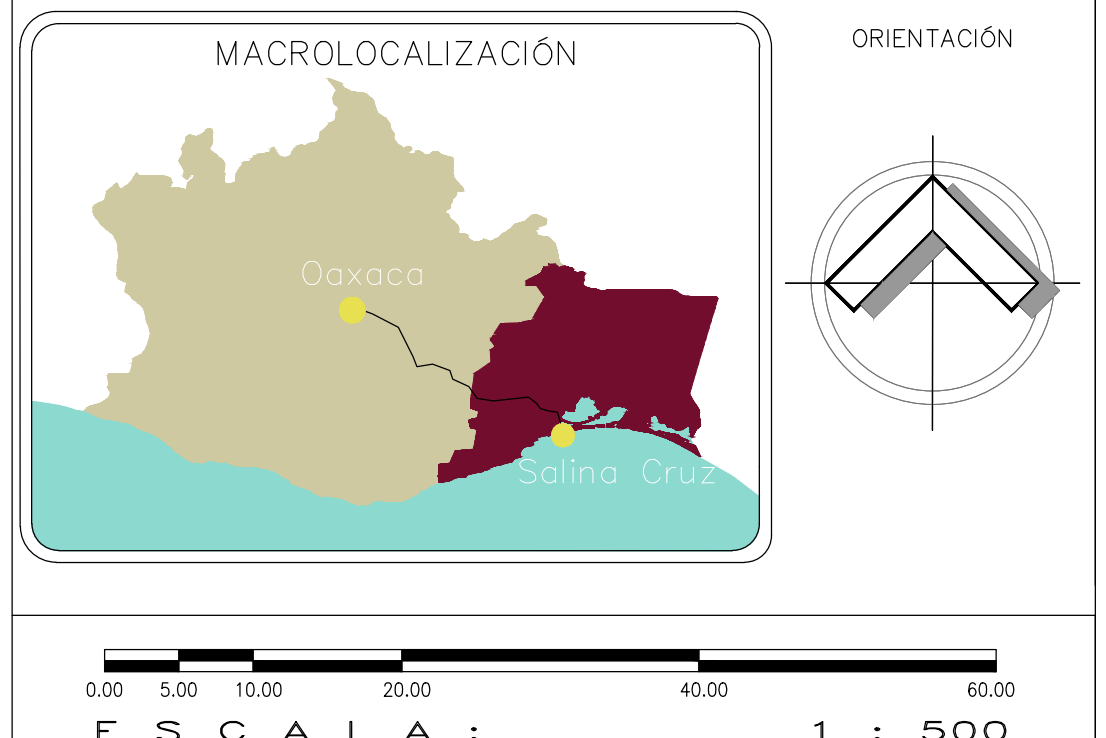 MACROLOCALIZACIÓN
ORIENTACIÓN
Oaxaca
Salina Cruz
0.00 5.00 10.00 20.00 40.00 60.00
ESCALA: 1 : 500